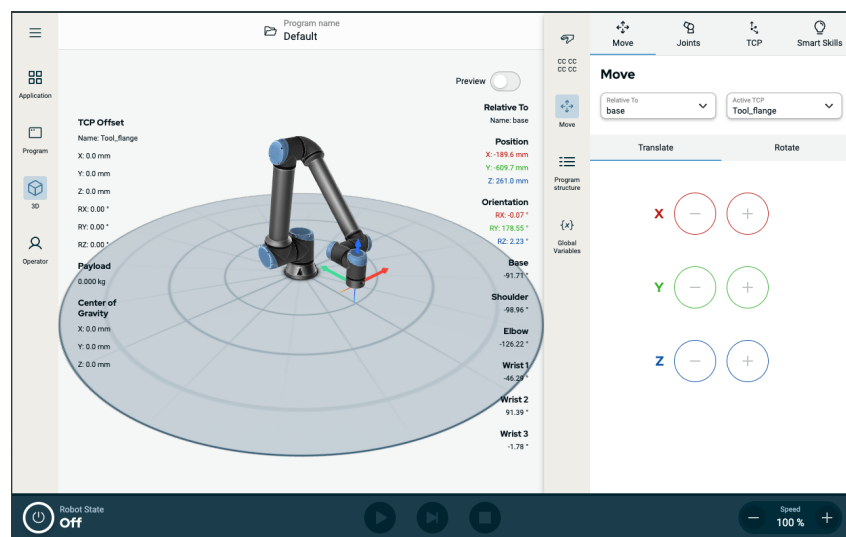 Program name
Default
Application
Program
3D
Operator
TCP Offset
Name: Tool_flange
X: 0.0 mm
Y: 0.0 mm
Z: 0.0 mm
RX: 0.00 °
RY: 0.00 °
RZ: 0.00 °
Payload
0.000 kg
Center of
Gravity
X: 0.0 mm
Y: 0.0 mm
Z: 0.0 mm
Preview
Relative To
Name: base
Position
X: -189.6 mm
Y: -609.7 mm
Z: 261.0 mm
Orientation
RX: -0.07 °
RY: 178.55 °
RZ: 2.23 °
Base
-91.71 °
Shoulder
-98.96 °
Elbow
-126.22 °
Wrist 1
-46.29 °
Wrist 2
91.39 °
Wrist 3
-1.78 °
CC CC
CC CC
Move
Program
structure
{x}
Global
Variables
Move
Joints
TCP
Smart Skills
Move
Relative To
base
Active TCP
Tool_flange
Translate
Rotate
X − +
Y − +
Z − +
Robot State
Off
Speed
− 100 % +